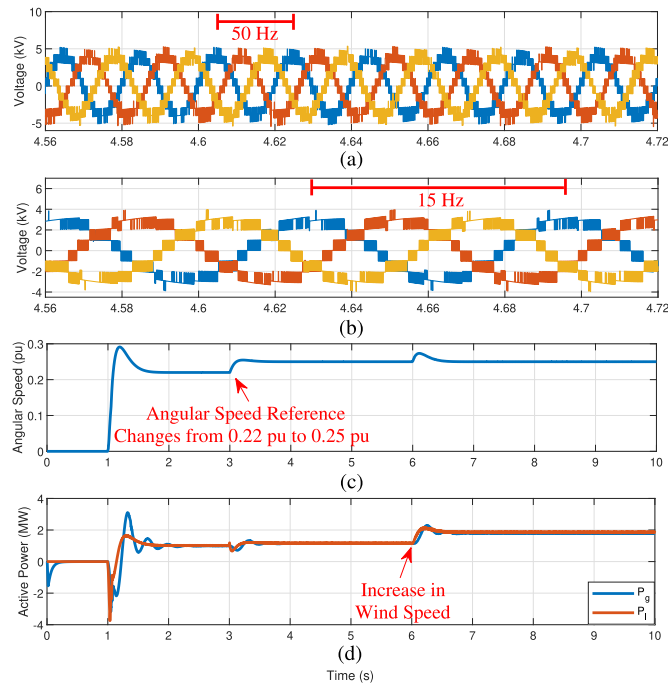 10
5
0
-5
Voltage (kV)
50 Hz
4.56 4.58 4.6 4.62 4.64 4.66 4.68 4.7 4.72
(a)
6
4
2
0
-2
-4
Voltage (kV)
15 Hz
4.56 4.58 4.6 4.62 4.64 4.66 4.68 4.7 4.72
(b)
0.3
0.2
0.1
0
Angular Speed (pu)
Angular Speed Reference
Changes from 0.22 pu to 0.25 pu
0 1 2 3 4 5 6 7 8 9 10
(c)
4
2
0
-2
-4
Active Power (MW)
Increase in
Wind Speed
P_g
P_l
0 1 2 3 4 5 6 7 8 9 10
(d)
Time (s)